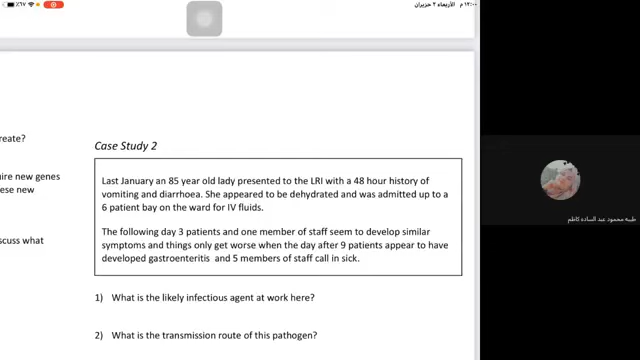 ٪٦٧
١٢:٠٠ م الأربعاء ٢ حزيران
reate?
ire new genes
ese new
scuss what
Case Study 2
Last January an 85 year old lady presented to the LRI with a 48 hour history of
vomiting and diarrhoea. She appeared to be dehydrated and was admitted up to a
6 patient bay on the ward for IV fluids.
The following day 3 patients and one member of staff seem to develop similar
symptoms and things only get worse when the day after 9 patients appear to have
developed gastroenteritis and 5 members of staff call in sick.
1) What is the likely infectious agent at work here?
2) What is the transmission route of this pathogen?
طيبه محمود عبد الساده كاظم